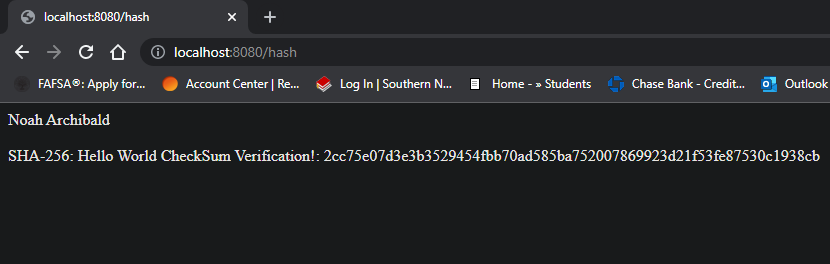 localhost:8080/hash
localhost:8080/hash
FAFSA®: Apply for... Account Center | Re... Log In | Southern N... Home - » Students Chase Bank - Credit... Outlook
Noah Archibald
SHA-256: Hello World CheckSum Verification!: 2cc75e07d3e3b3529454fbb70ad585ba752007869923d21f53fe87530c1938cb